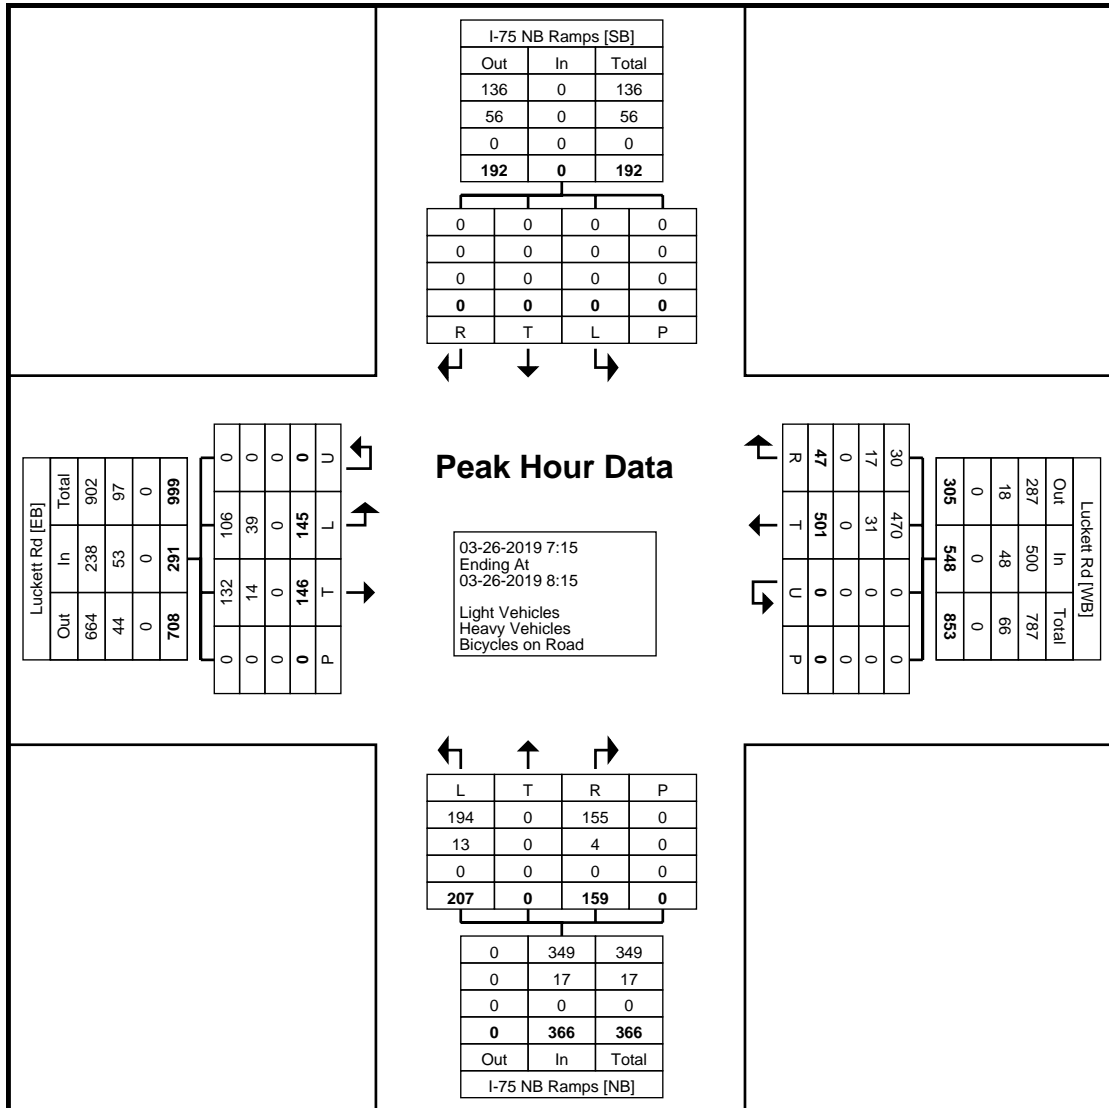 I-75 NB Ramps [SB]
Out In Total
136 0 136
56 0 56
0 0 0
192 0 192
0 0 0 0
0 0 0 0
0 0 0 0
0 0 0 0
R T L P
Peak Hour Data
03-26-2019 7:15
Ending At
03-26-2019 8:15
Light Vehicles
Heavy Vehicles
Bicycles on Road
Luckett Rd [EB]
Total In Out
902 238 664
97 53 44
0 0 0
999 291 708
0 106 132 0
0 39 14 0
0 0 0 0
0 145 146 0
U L T P
Luckett Rd [WB]
Out In Total
287 500 787
18 48 66
0 0 0
305 548 853
30 470 0 0
17 31 0 0
0 0 0 0
47 501 0 0
R T U P
L T R P
194 0 155 0
13 0 4 0
0 0 0 0
207 0 159 0
0 349 349
0 17 17
0 0 0
0 366 366
Out In Total
I-75 NB Ramps [NB]